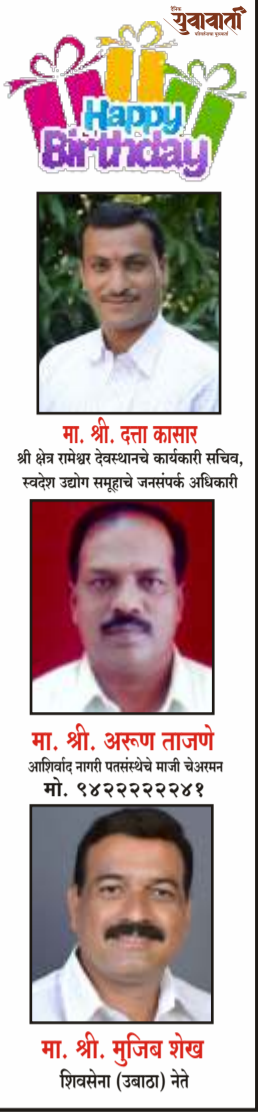 दैनिक
युवावार्ता
Happy
Birthday
मा. श्री. दत्ता कासार
श्री क्षेत्र रामेश्वर देवस्थानचे कार्यकारी सचिव,
स्वदेश उद्योग समूहाचे जनसंपर्क अधिकारी
मा. श्री. अरूण ताजणे
आशिर्वाद नागरी पतसंस्थेचे माजी चेअरमन
मो. ९४२२२२२२४१
मा. श्री. मुजिब शेख
शिवसेना (उबाठा) नेते